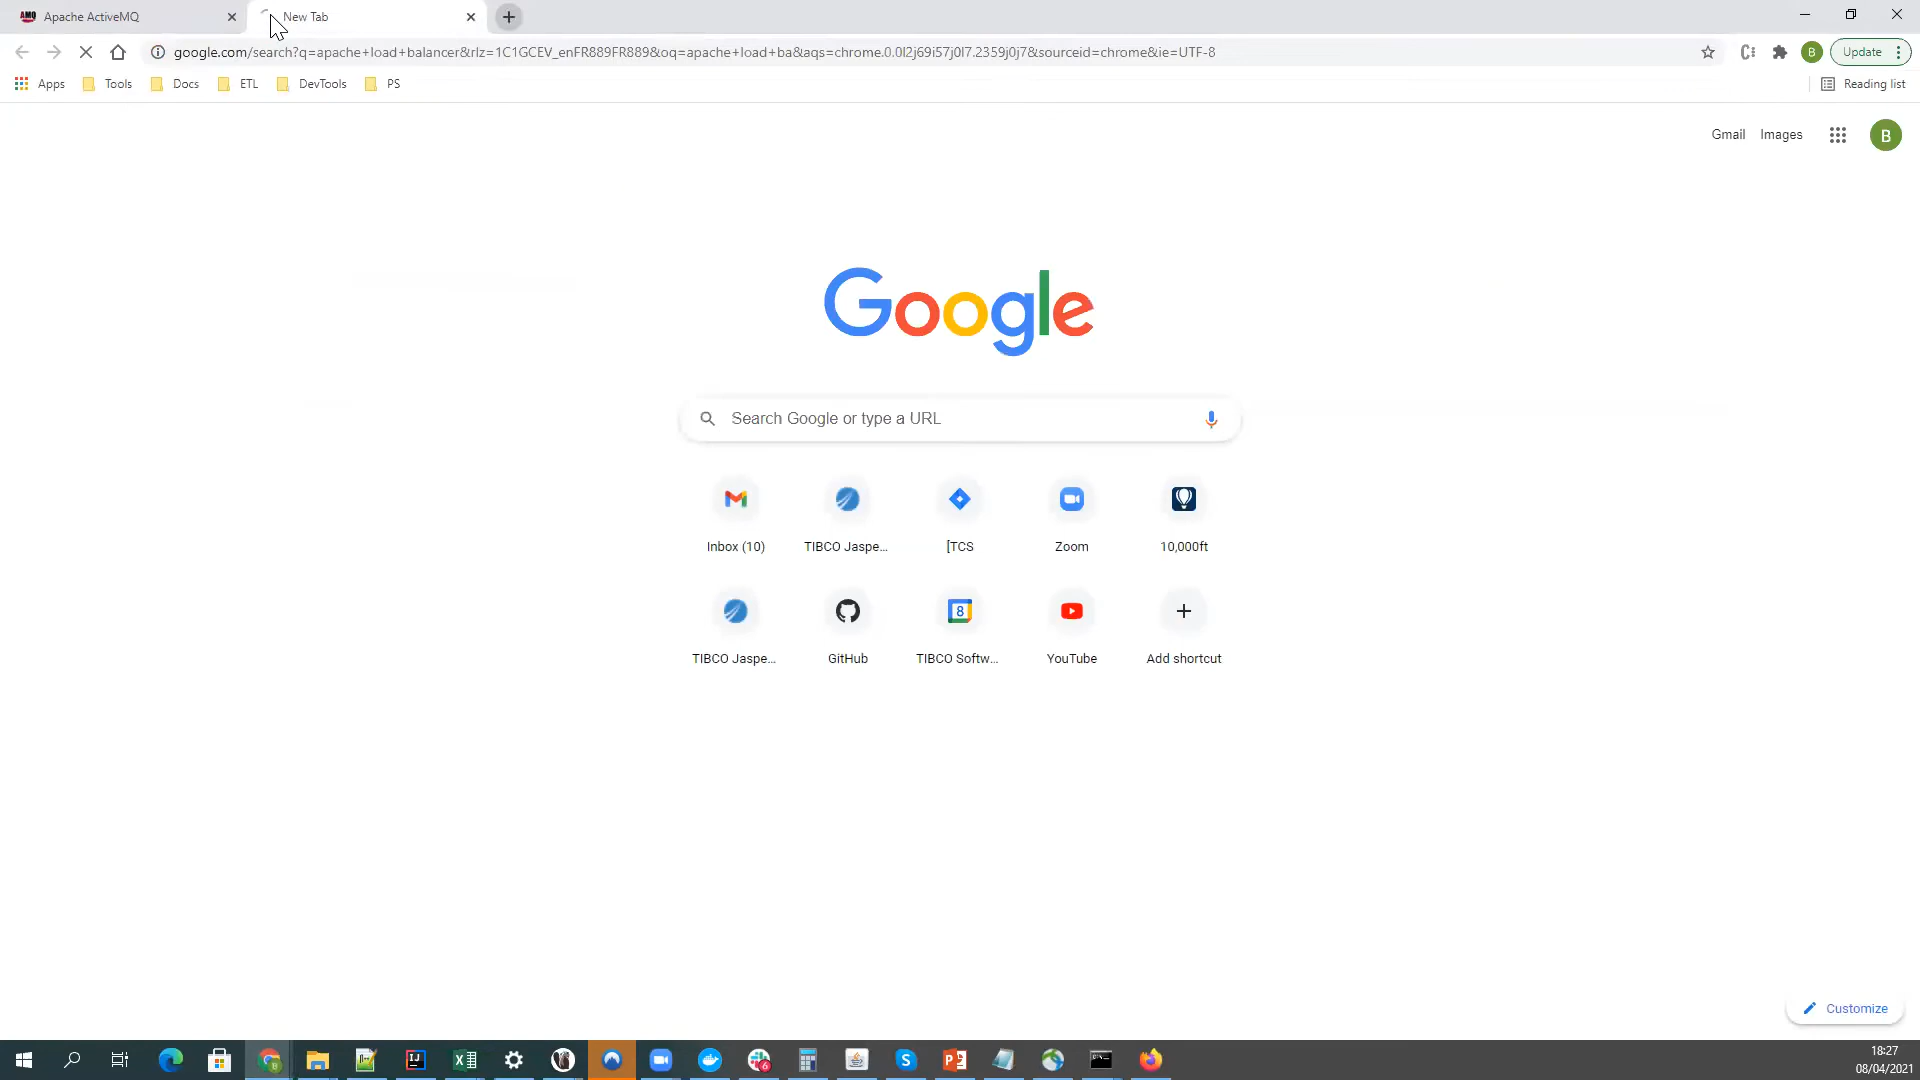 Apache ActiveMQ
New Tab
google.com/search?q=apache+load+balancer&rlz=1C1GCEV_enFR889FR889&oq=apache+load+ba&aqs=chrome.0.0l2j69i57j0l7.2359j0j7&sourceid=chrome&ie=UTF-8
B
Update
Apps
Tools
Docs
ETL
DevTools
PS
Reading list
Gmail
Images
B
Google
Search Google or type a URL
Inbox (10)
TIBCO Jaspe...
[TCS
Zoom
10,000ft
TIBCO Jaspe...
GitHub
8
TIBCO Softw...
YouTube
Add shortcut
Customize
18:27
08/04/2021